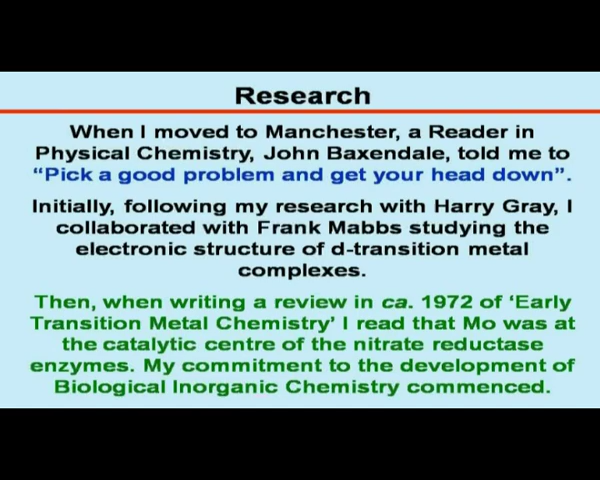 Research
When I moved to Manchester, a Reader in
Physical Chemistry, John Baxendale, told me to
“Pick a good problem and get your head down”.
Initially, following my research with Harry Gray, I
collaborated with Frank Mabbs studying the
electronic structure of d-transition metal
complexes.
Then, when writing a review in ca. 1972 of ‘Early
Transition Metal Chemistry’ I read that Mo was at
the catalytic centre of the nitrate reductase
enzymes. My commitment to the development of
Biological Inorganic Chemistry commenced.